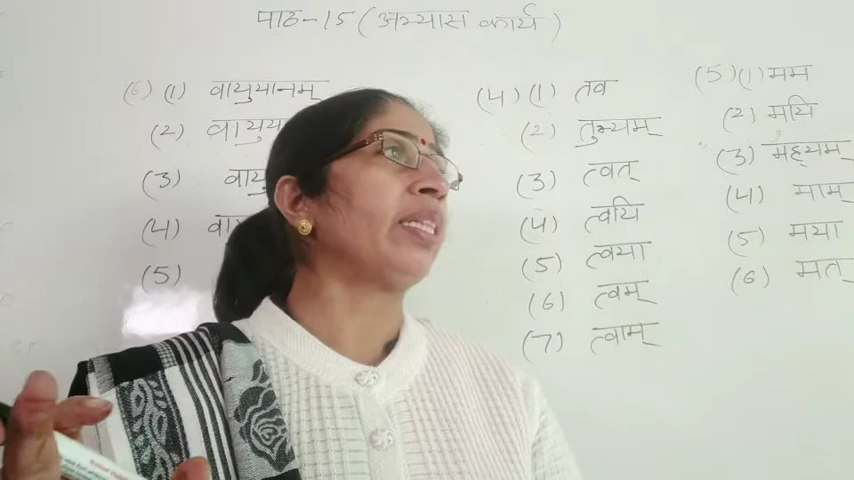 पाठ-15 (अभ्यास कार्य)
(6) (1) वायुयानम्
(2) वायुय
(3) वायु
(4) वा
(5)
(4) (1) तव
(2) तुभ्यम्
(3) त्वत्
(4) त्वयि
(5) त्वया
(6) त्वम्
(7) त्वाम्
(5) (1) मम
(2) मयि
(3) मह्यम्
(4) माम्
(5) मया
(6) मत्